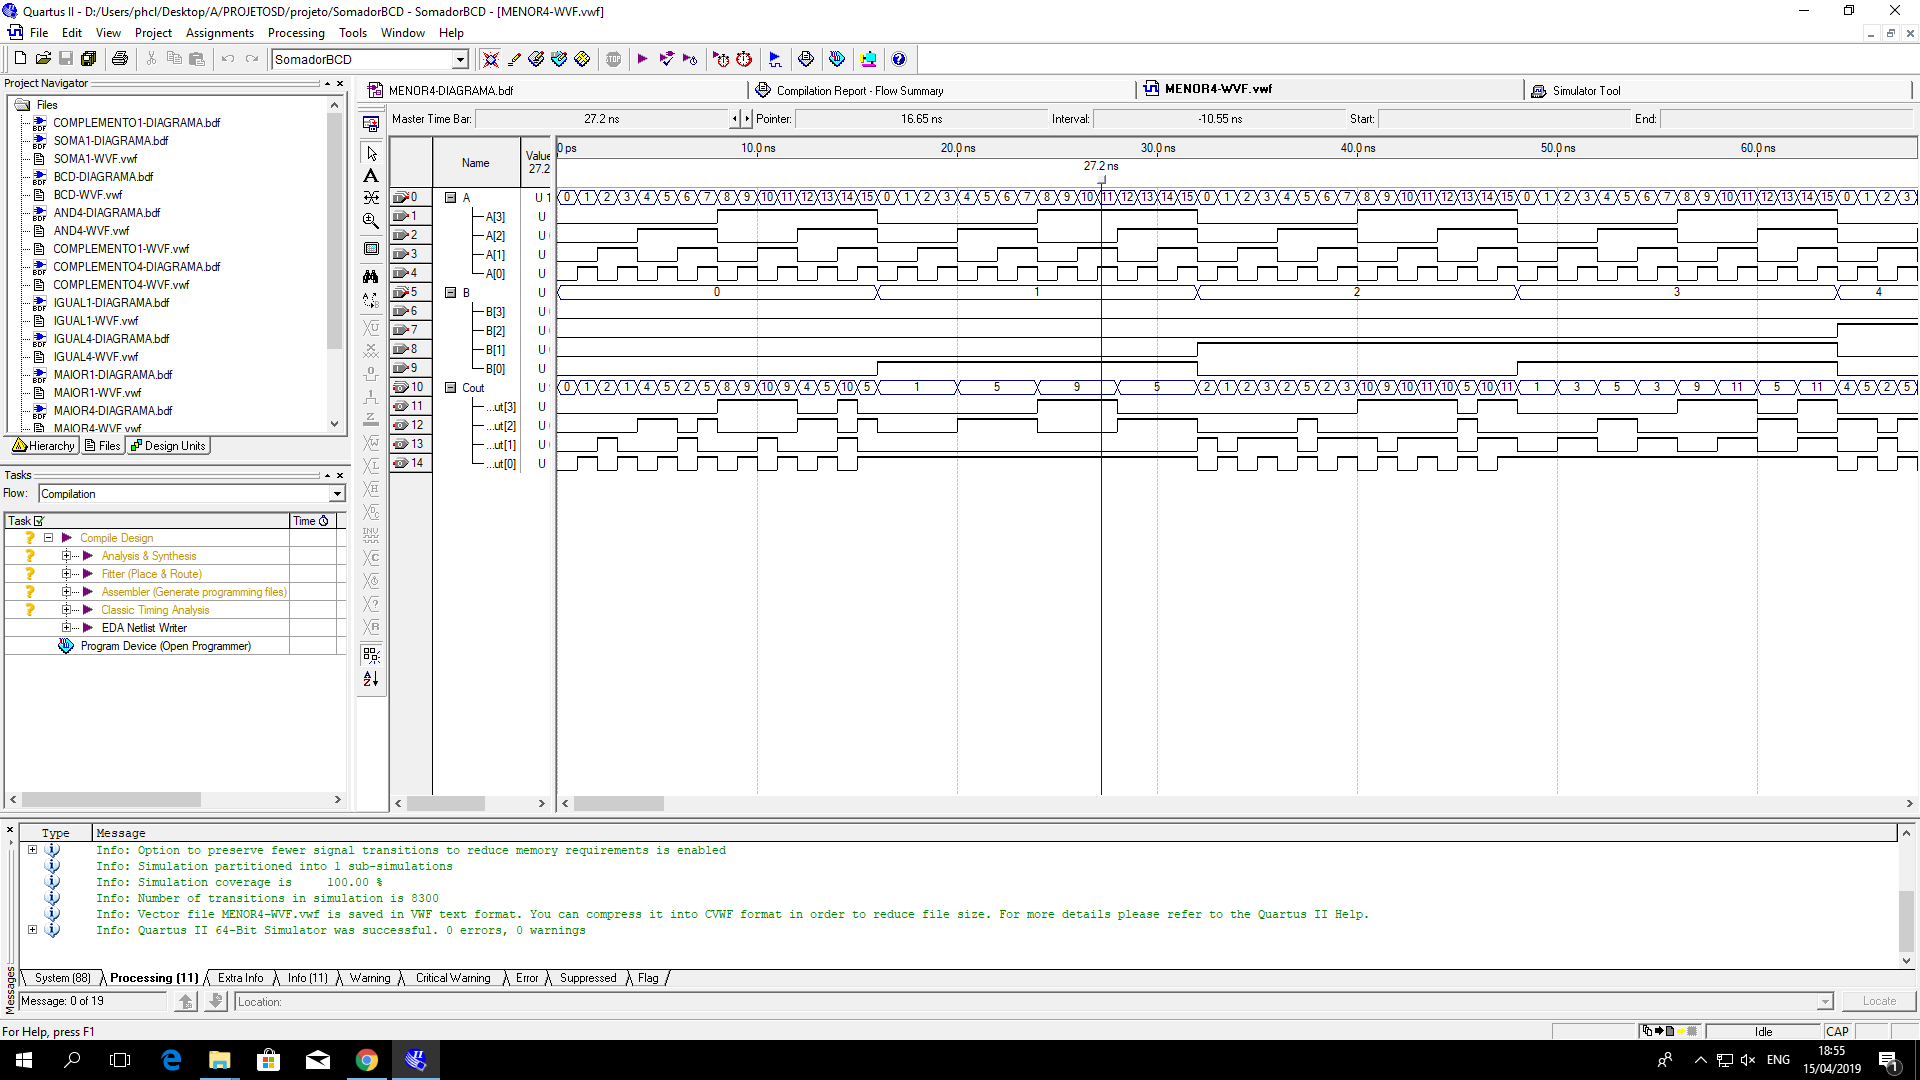 Quartus II - D:/Users/phcl/Desktop/A/PROJETOSD/projeto/SomadorBCD - SomadorBCD - [MENOR4-WVF.vwf]
File Edit View Project Assignments Processing Tools Window Help
SomadorBCD
Project Navigator
Files
COMPLEMENTO1-DIAGRAMA.bdf
SOMA1-DIAGRAMA.bdf
SOMA1-WVF.vwf
BCD-DIAGRAMA.bdf
BCD-WVF.vwf
AND4-DIAGRAMA.bdf
AND4-WVF.vwf
COMPLEMENTO1-WVF.vwf
COMPLEMENTO4-DIAGRAMA.bdf
COMPLEMENTO4-WVF.vwf
IGUAL1-DIAGRAMA.bdf
IGUAL1-WVF.vwf
IGUAL4-DIAGRAMA.bdf
IGUAL4-WVF.vwf
MAIOR1-DIAGRAMA.bdf
MAIOR1-WVF.vwf
MAIOR4-DIAGRAMA.bdf
MAIOR4-WVF.vwf
Hierarchy Files Design Units
Tasks
Flow: Compilation
Task Time
Compile Design
Analysis & Synthesis
Fitter (Place & Route)
Assembler (Generate programming files)
Classic Timing Analysis
EDA Netlist Writer
Program Device (Open Programmer)
MENOR4-DIAGRAMA.bdf Compilation Report - Flow Summary MENOR4-WVF.vwf Simulator Tool
Master Time Bar: 27.2 ns Pointer: 16.65 ns Interval: -10.55 ns Start: End:
Name Value 27.2
0 ps 10.0 ns 20.0 ns 30.0 ns 40.0 ns 50.0 ns 60.0 ns
27.2 ns
0 A U 1 0 1 2 3 4 5 6 7 8 9 10 11 12 13 14 15 0 1 2 3 4 5 6 7 8 9 10 11 12 13 15 0 1 2 3 4 5 6 7 8 9 10 11 12 13 14 15 0 1 2 3 4 5 6 7 8 9 10 11 12 13 14 15 0 1 2 3
1 A[3] U
2 A[2] U
3 A[1] U
4 A[0] U
5 B U 0 1 2 3 4
6 B[3] U
7 B[2] U
8 B[1] U
9 B[0] U
10 Cout U 0 1 2 1 4 5 2 5 8 9 10 9 4 5 10 5 1 5 9 5 2 1 2 3 2 5 2 3 10 9 10 11 10 5 10 11 1 3 5 3 9 11 5 11 4 5 2 5
11 ...ut[3] U
12 ...ut[2] U
13 ...ut[1] U
14 ...ut[0] U
Type Message
Info: Option to preserve fewer signal transitions to reduce memory requirements is enabled
Info: Simulation partitioned into 1 sub-simulations
Info: Simulation coverage is 100.00 %
Info: Number of transitions in simulation is 8300
Info: Vector file MENOR4-WVF.vwf is saved in VWF text format. You can compress it into CVWF format in order to reduce file size. For more details please refer to the Quartus II Help.
Info: Quartus II 64-Bit Simulator was successful. 0 errors, 0 warnings
System (88) Processing (11) Extra Info Info (11) Warning Critical Warning Error Suppressed Flag
Messages
Message: 0 of 19 Location: Locate
For Help, press F1 Idle CAP
ENG 18:55
15/04/2019
1